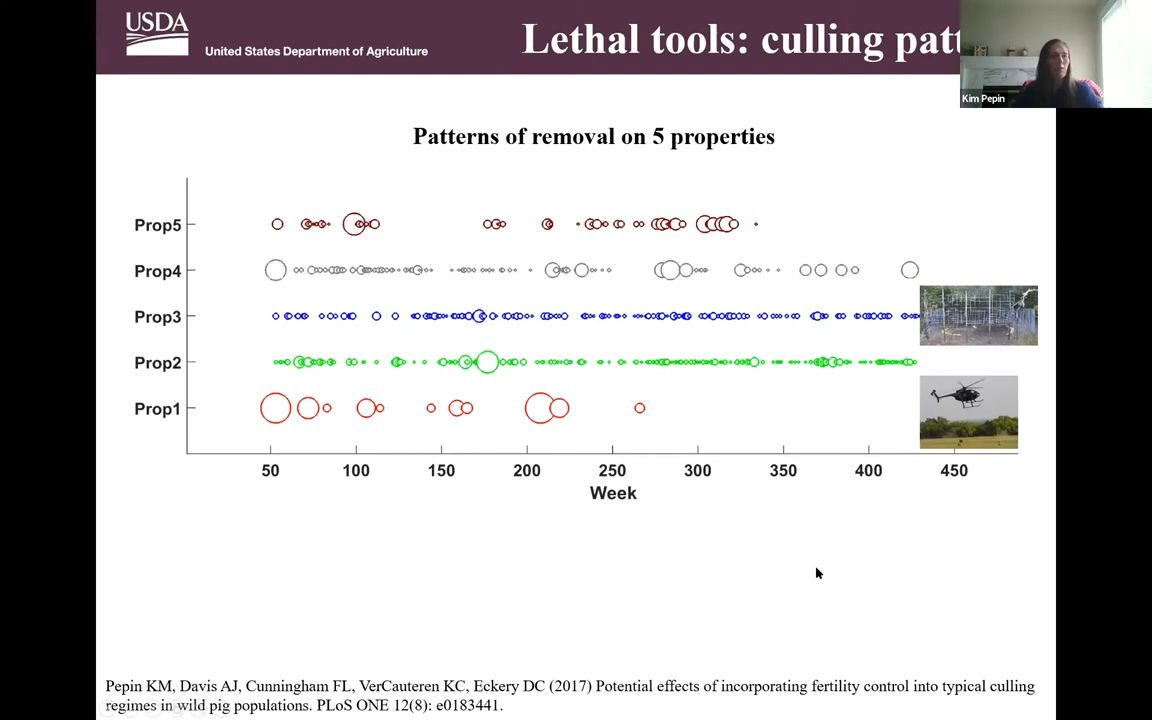 USDA
United States Department of Agriculture
Lethal tools: culling
Kim Pepin
Patterns of removal on 5 properties
Prop5
Prop4
Prop3
Prop2
Prop1
50 100 150 200 250 300 350 400 450
Week
Pepin KM, Davis AJ, Cunningham FL, VerCauteren KC, Eckery DC (2017) Potential effects of incorporating fertility control into typical culling
regimes in wild pig populations. PLoS ONE 12(8): e0183441.